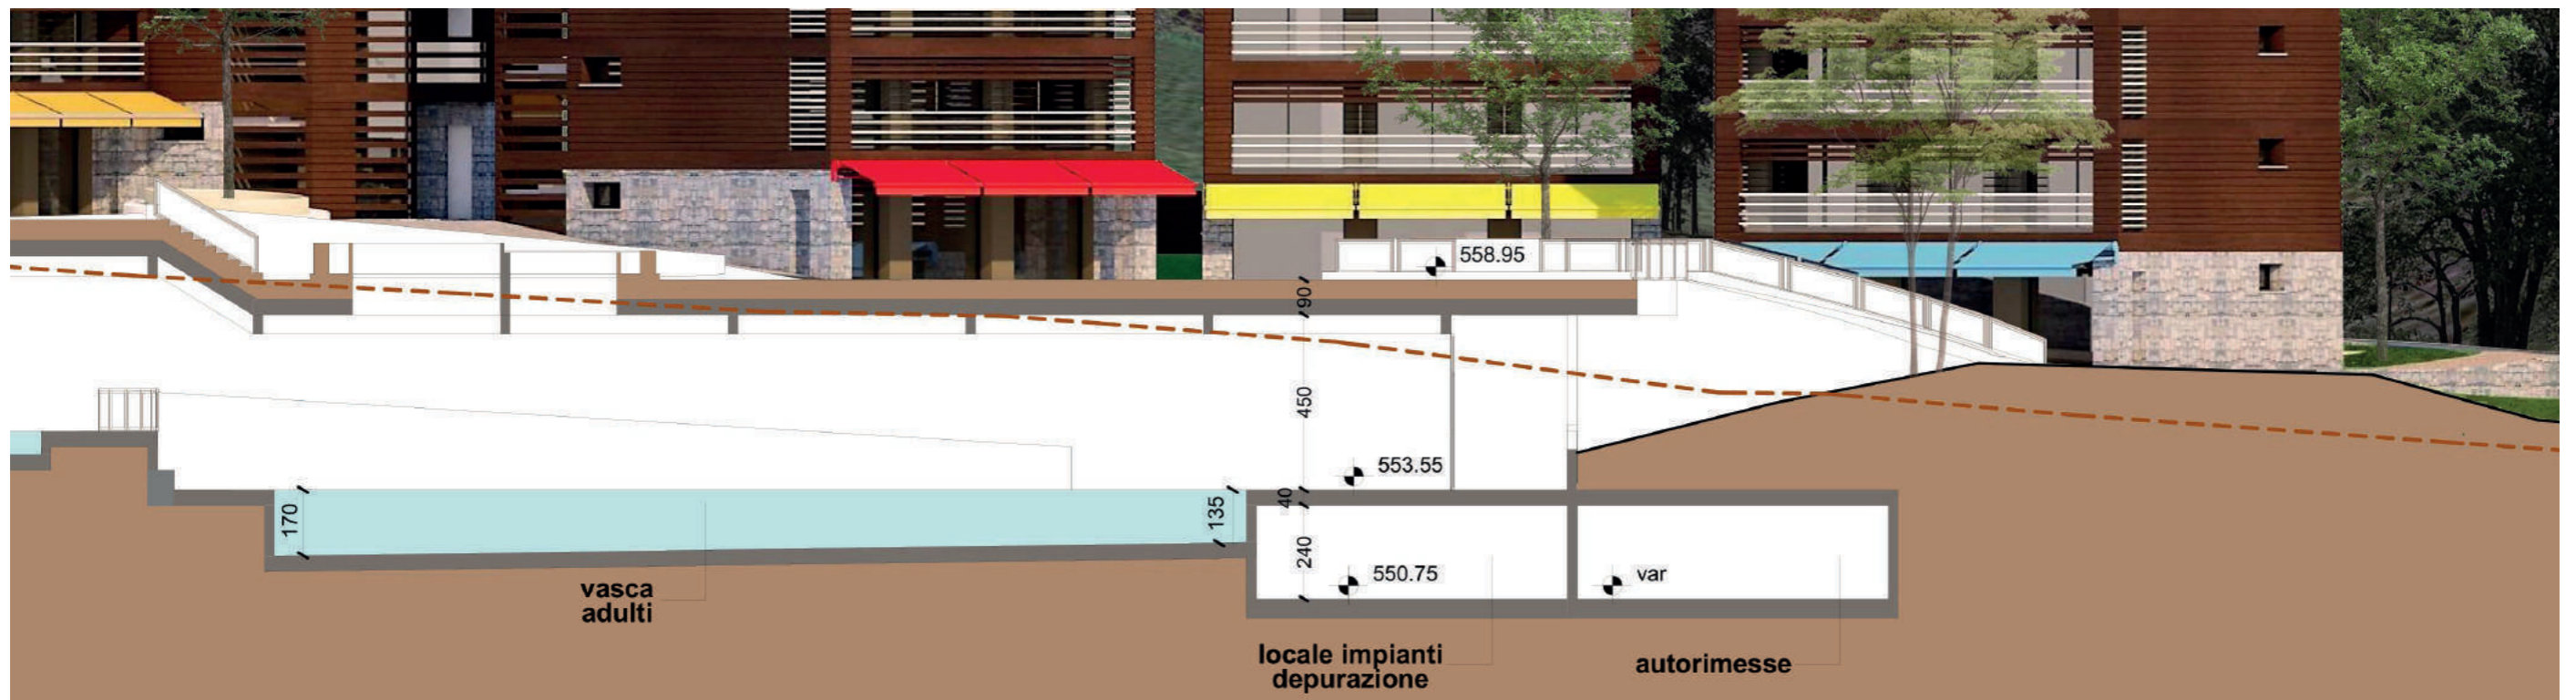 558.95
90
450
553.55
170
135
40
240
550.75
var
vasca
adulti
locale impianti
depurazione
autorimesse